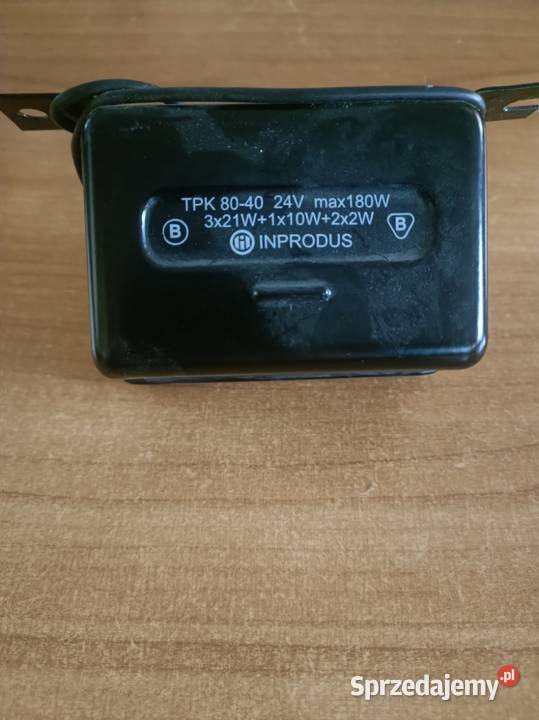 TPK 80-40 24V max180W
3x21W+1x10W+2x2W
B B
INPRODUS
Sprzedajemy.pl